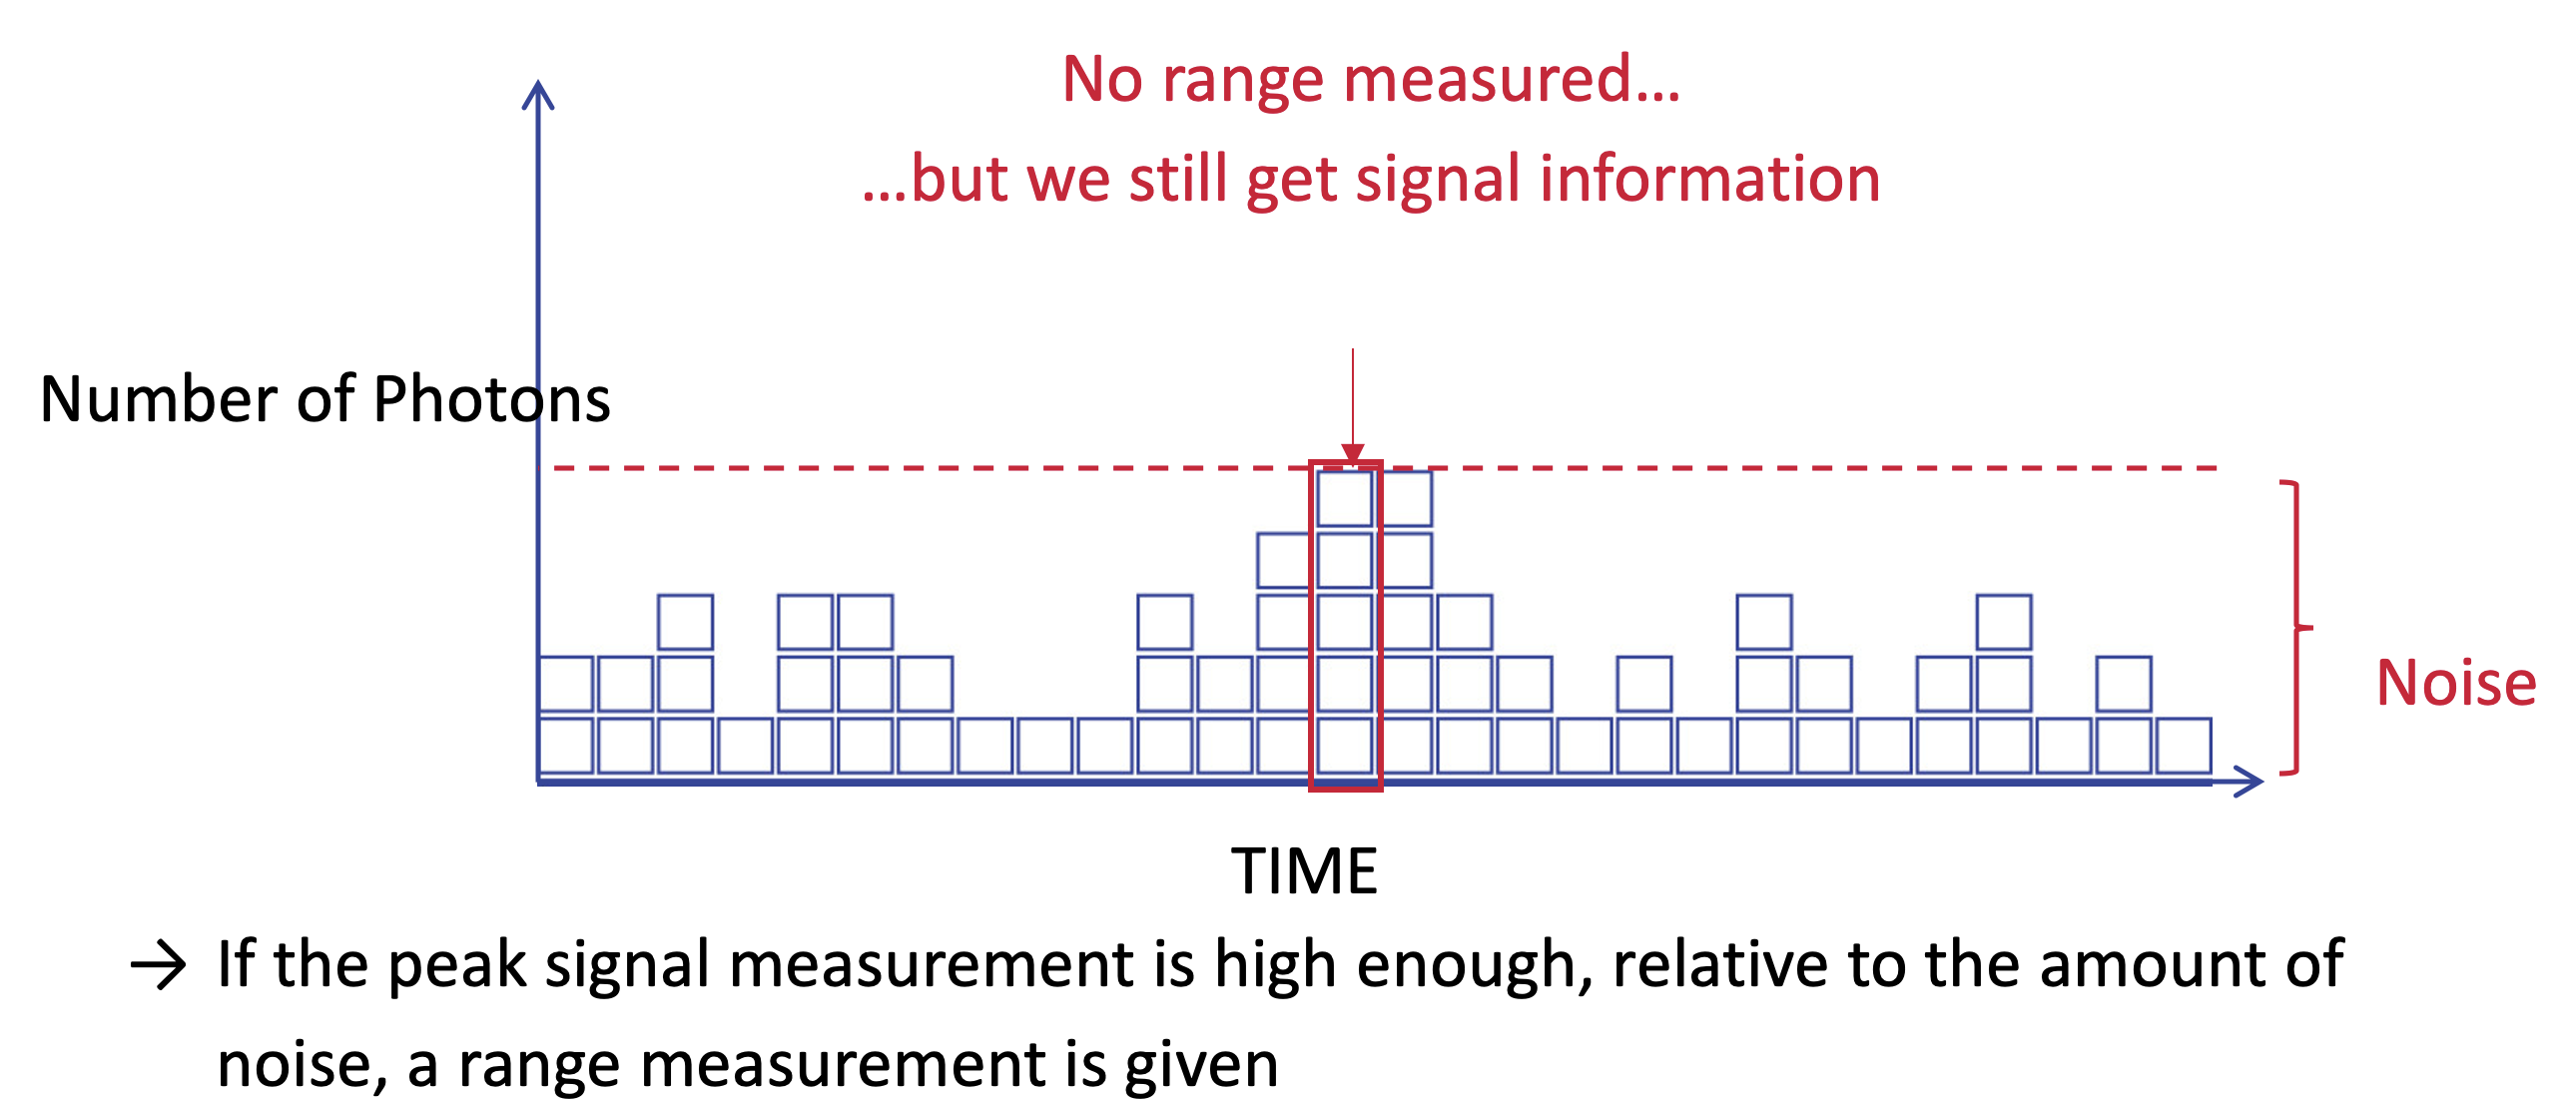 No range measured...
...but we still get signal information
Number of Photons
Noise
TIME
→ If the peak signal measurement is high enough, relative to the amount of
noise, a range measurement is given